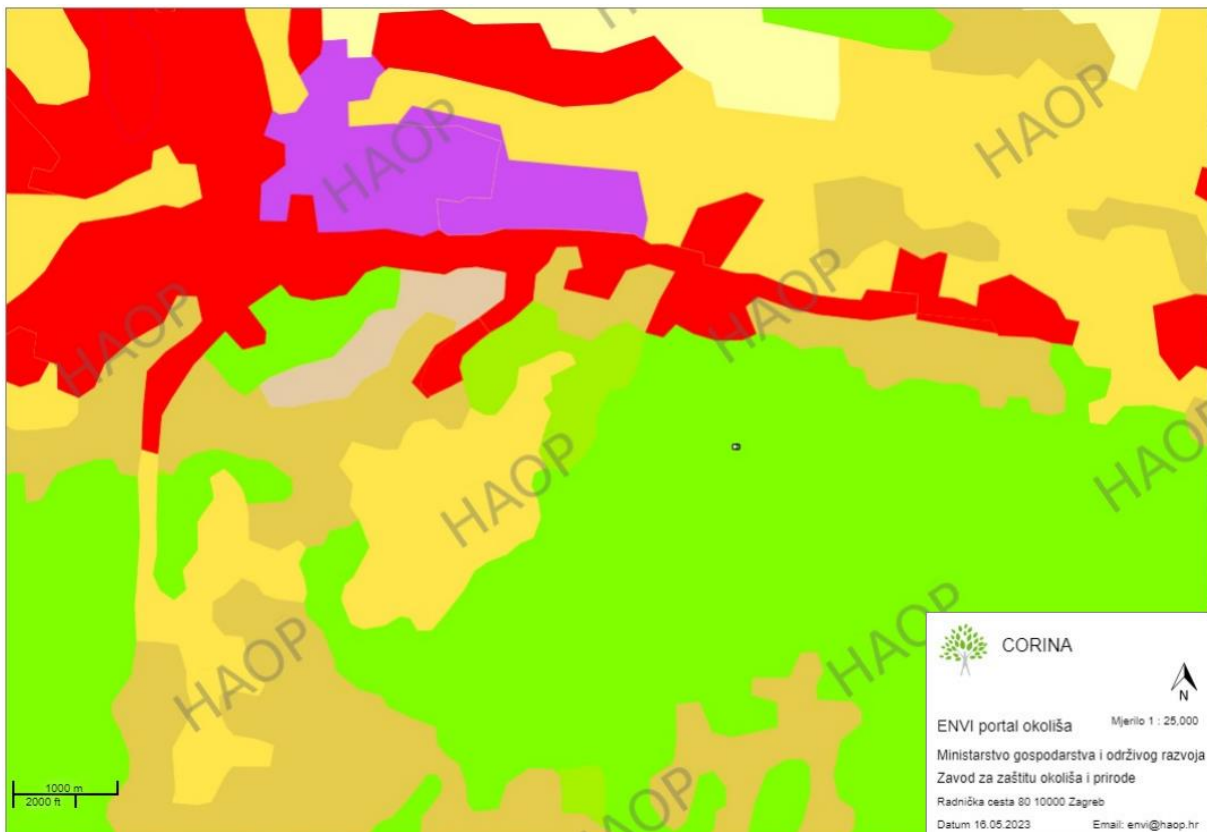 HAOP
HAOP
HAOP
HAOP
HAOP
HAOP
HAOP
HAOP
HAOP
HAOP
1000 m
2000 ft
CORINA
N
ENVI portal okoliša
Mjerilo 1 : 25,000
Ministarstvo gospodarstva i održivog razvoja
Zavod za zaštitu okoliša i prirode
Radnička cesta 80 10000 Zagreb
Datum 16.05.2023 Email: envi@haop.hr